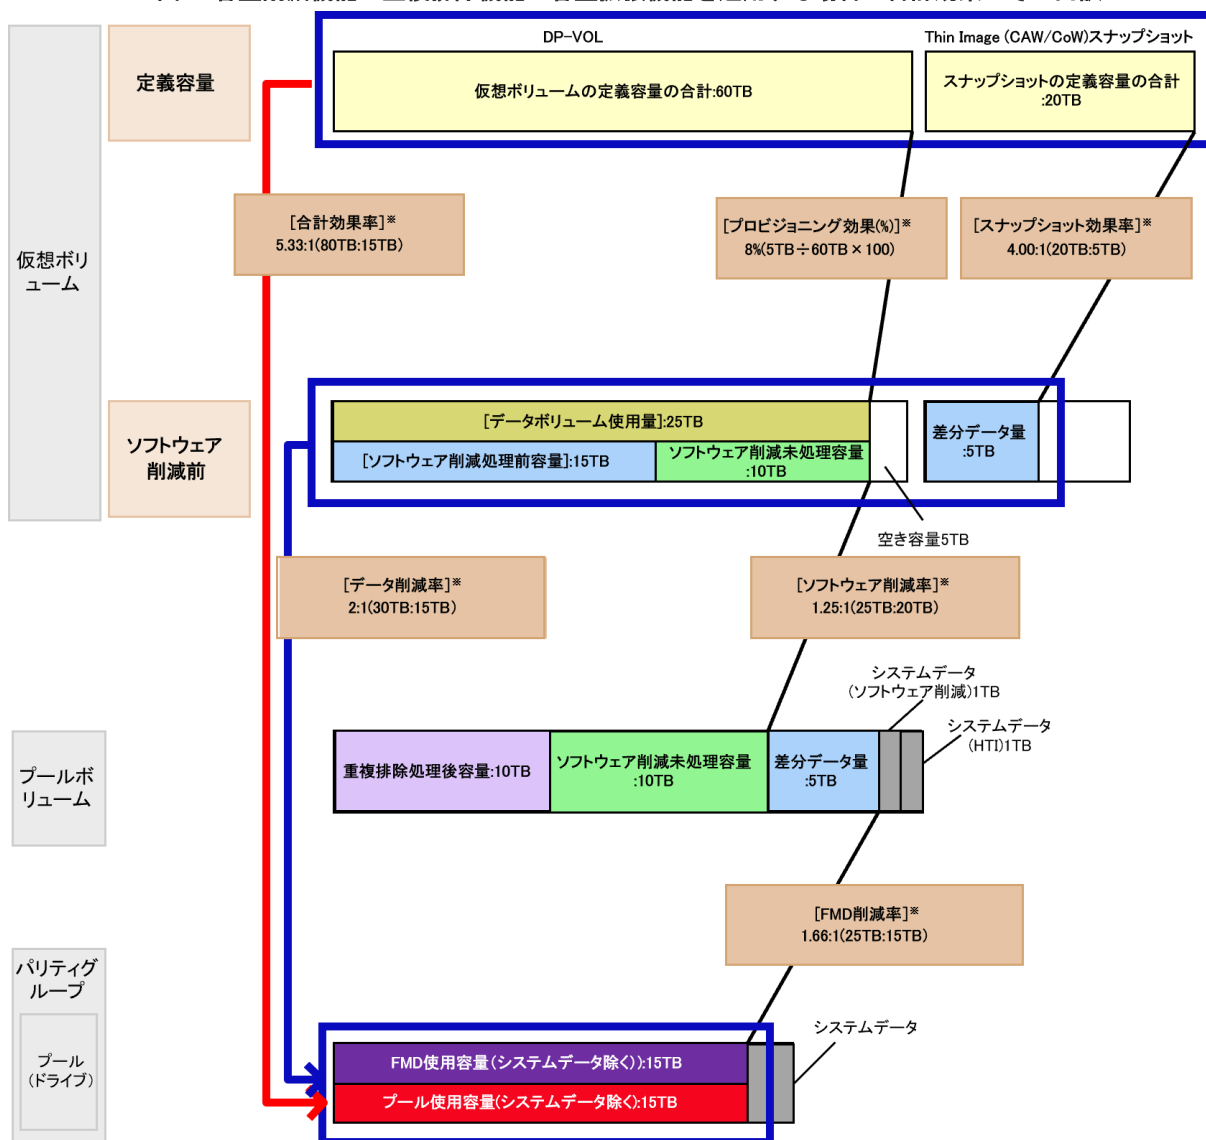 DP-VOL
Thin Image (CAW/CoW)スナップショット
定義容量
仮想ボリュームの定義容量の合計:60TB
スナップショットの定義容量の合計
:20TB
[合計効果率]※
5.33:1(80TB:15TB)
[プロビジョニング効果(%)]※
8%(5TB÷60TB×100)
[スナップショット効果率]※
4.00:1(20TB:5TB)
仮想ボリ
ューム
ソフトウェア
削減前
[データボリューム使用量]:25TB
[ソフトウェア削減処理前容量]:15TB
ソフトウェア削減未処理容量
:10TB
差分データ量
:5TB
空き容量5TB
[データ削減率]※
2:1(30TB:15TB)
[ソフトウェア削減率]※
1.25:1(25TB:20TB)
システムデータ
(ソフトウェア削減)1TB
システムデータ
(HTI)1TB
プールボ
リューム
重複排除処理後容量:10TB
ソフトウェア削減未処理容量
:10TB
差分データ量
:5TB
[FMD削減率]※
1.66:1(25TB:15TB)
パリティグ
ループ
プール
(ドライブ)
システムデータ
FMD使用容量(システムデータ除く)):15TB
プール使用容量(システムデータ除く):15TB